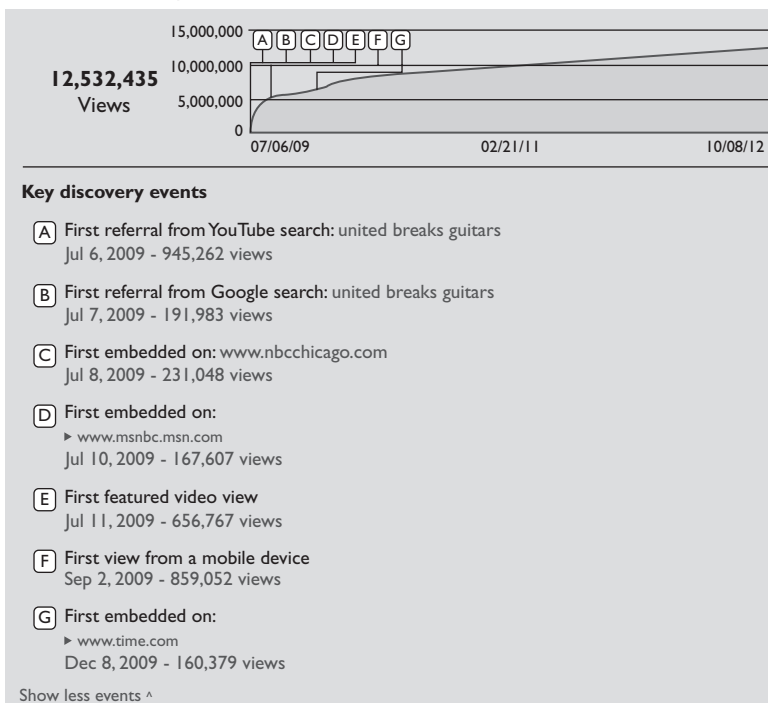 15,000,000
A B C D E F G
12,532,435
10,000,000
Views
5,000,000
0
07/06/09 02/21/11 10/08/12
Key discovery events
A First referral from YouTube search: united breaks guitars
Jul 6, 2009 - 945,262 views
B First referral from Google search: united breaks guitars
Jul 7, 2009 - 191,983 views
C First embedded on: www.nbcchicago.com
Jul 8, 2009 - 231,048 views
D First embedded on:
▶ www.msnbc.msn.com
Jul 10, 2009 - 167,607 views
E First featured video view
Jul 11, 2009 - 656,767 views
F First view from a mobile device
Sep 2, 2009 - 859,052 views
G First embedded on:
▶ www.time.com
Dec 8, 2009 - 160,379 views
Show less events ^